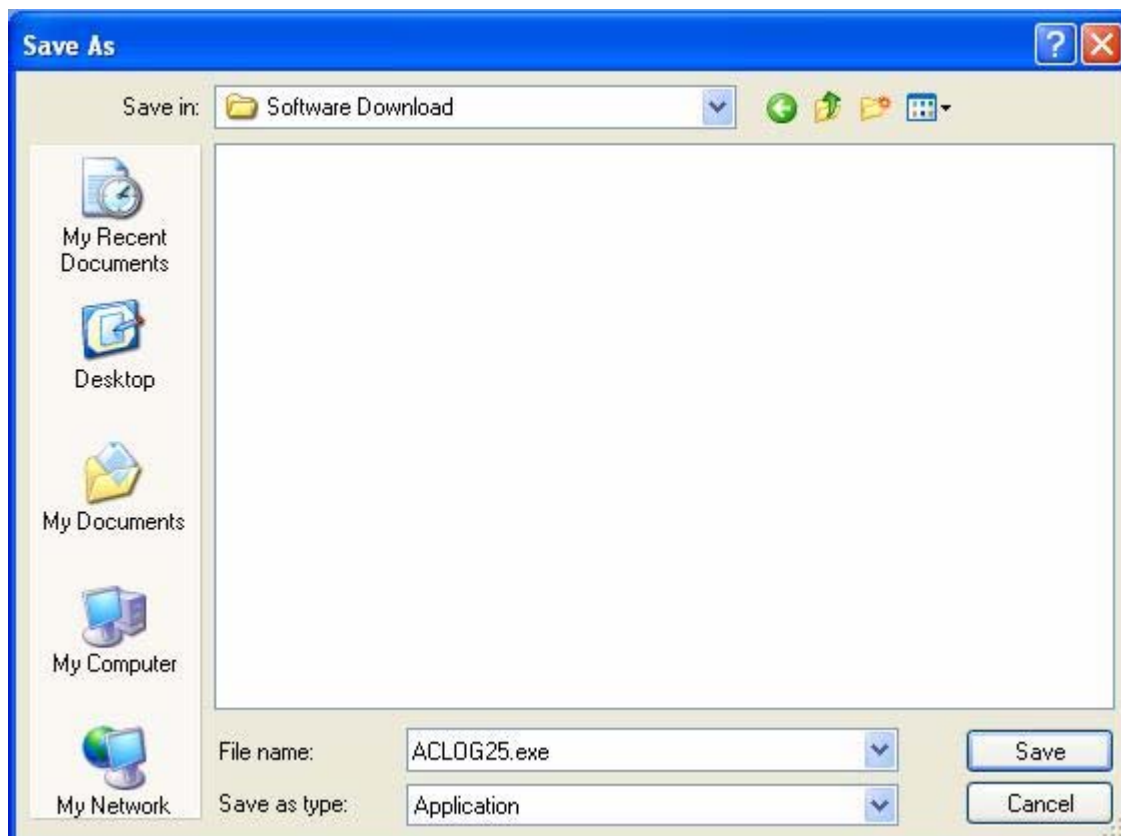 Save As
Save in: Software Download
My Recent
Documents
Desktop
My Documents
My Computer
My Network
File name: ACLOG25.exe Save
Save as type: Application Cancel